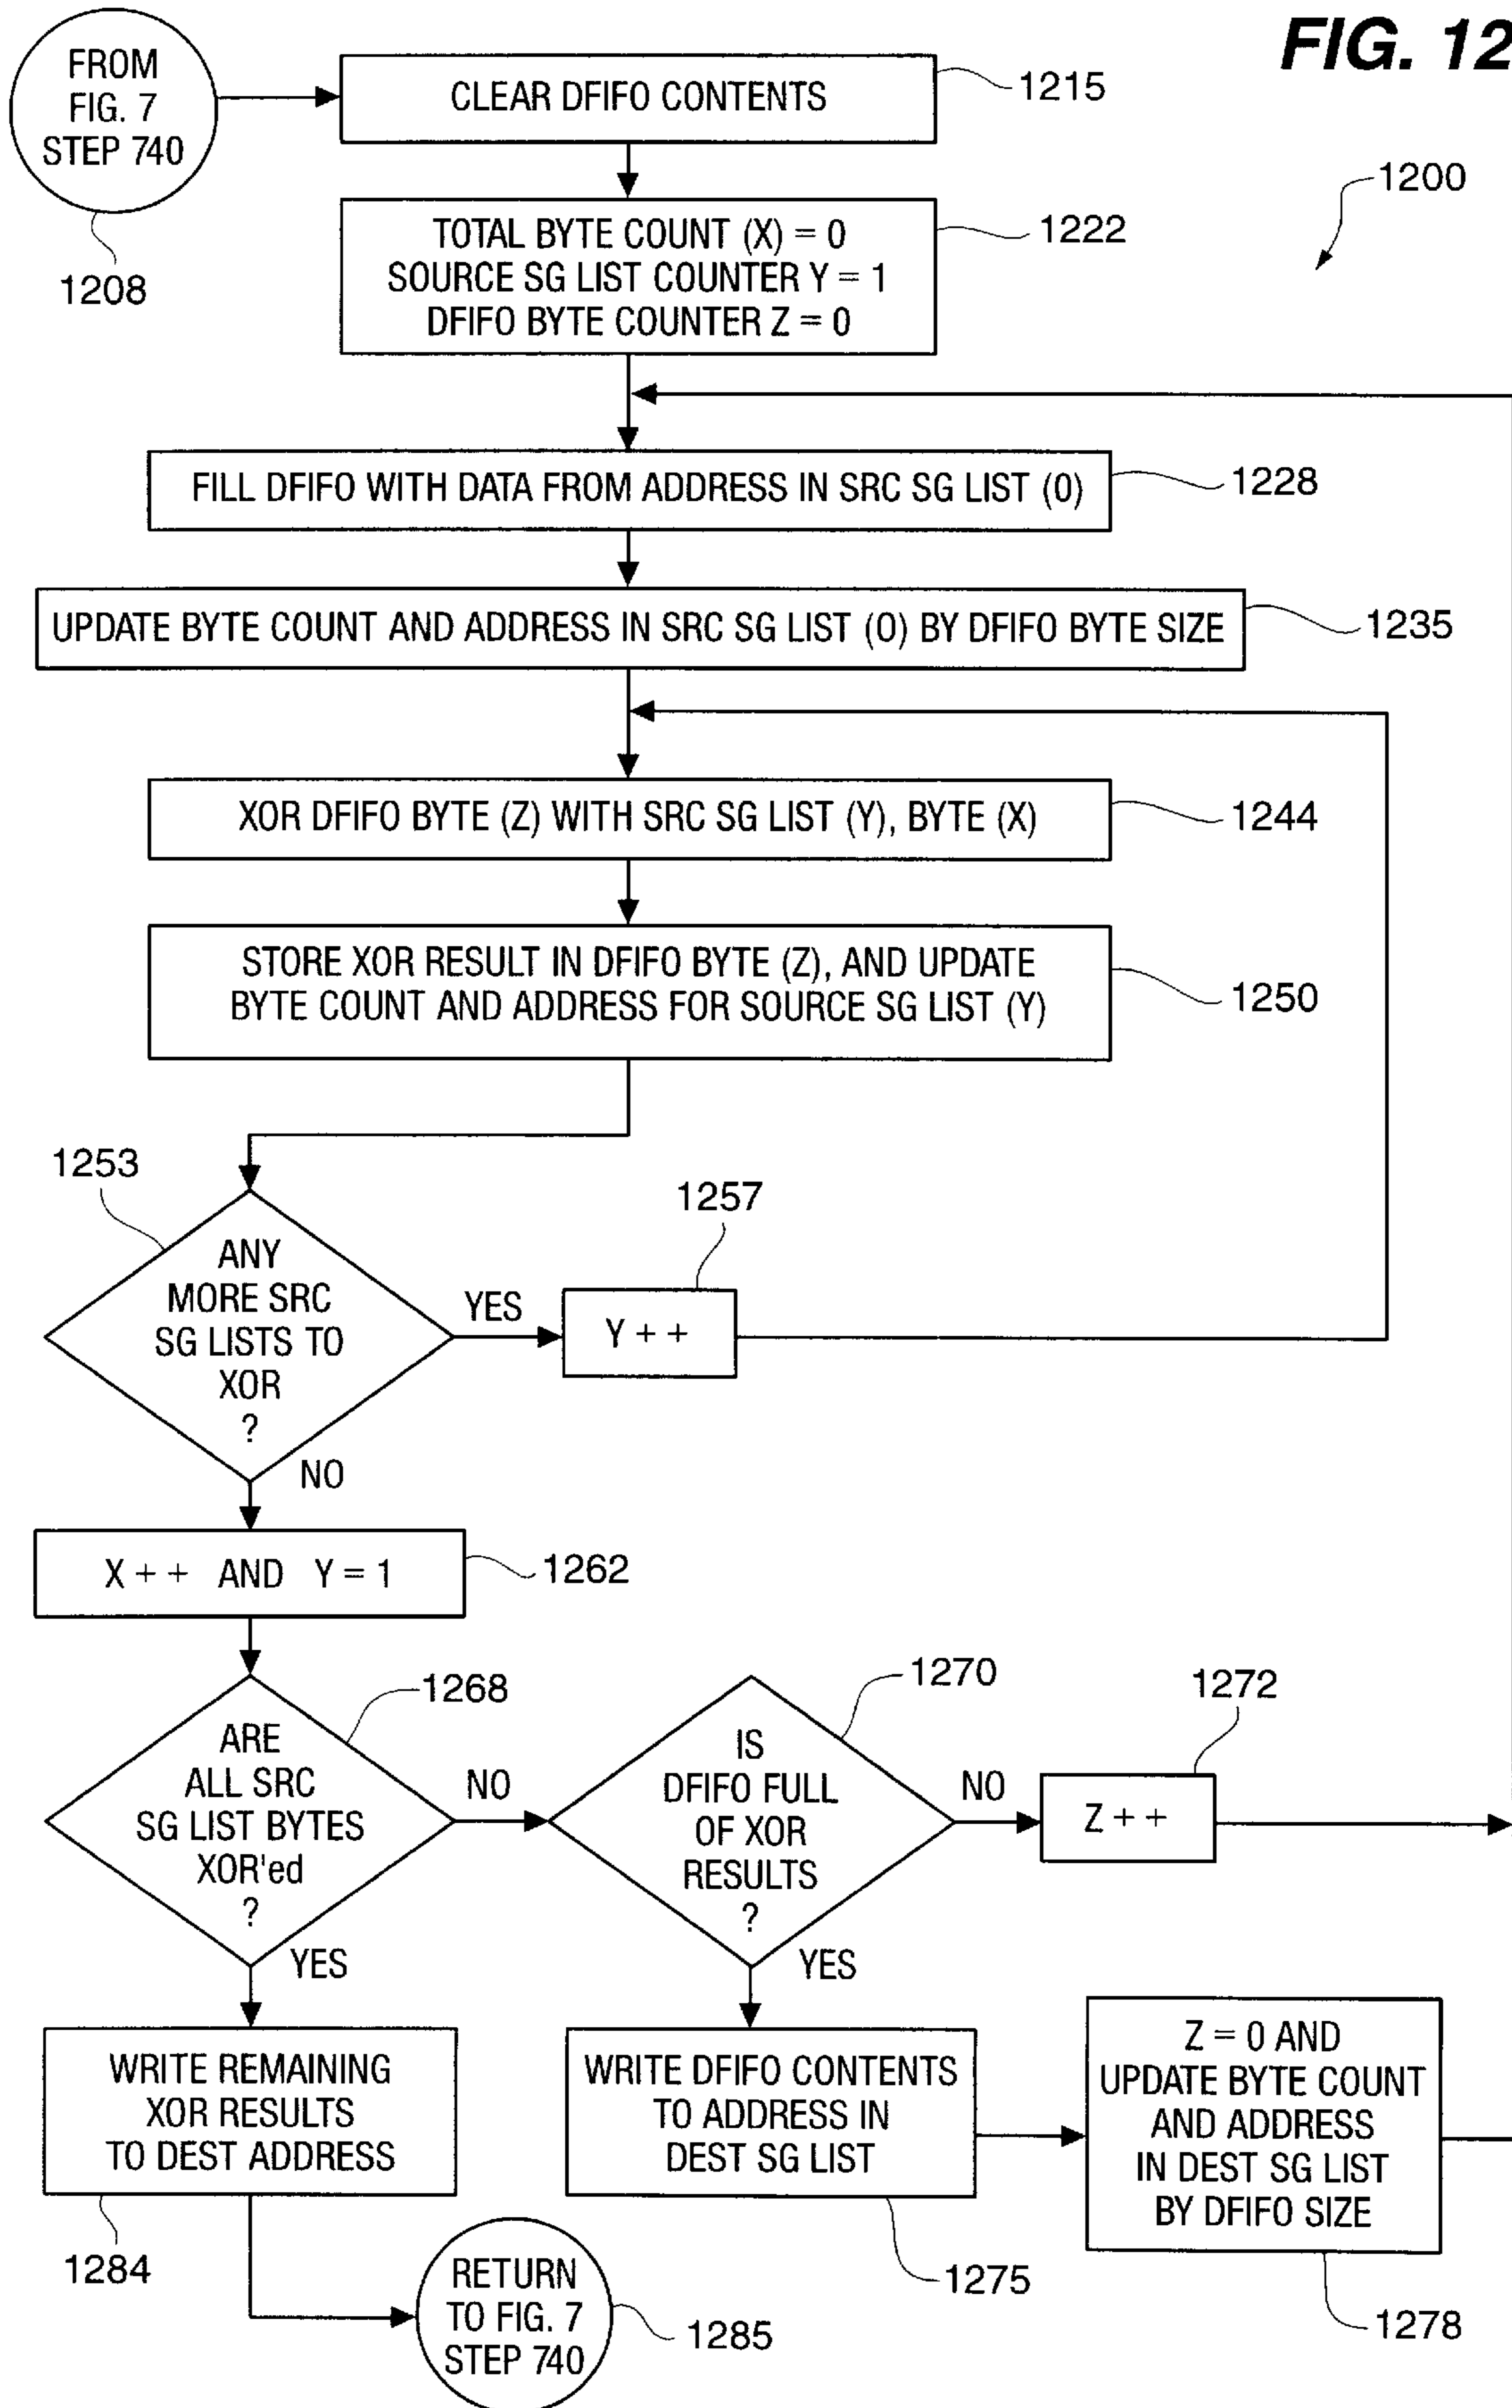 FIG. 12
FROM
FIG. 7
STEP 740
1208
CLEAR DFIFO CONTENTS
1215
1200
TOTAL BYTE COUNT (X) = 0
SOURCE SG LIST COUNTER Y = 1
DFIFO BYTE COUNTER Z = 0
1222
FILL DFIFO WITH DATA FROM ADDRESS IN SRC SG LIST (0)
1228
UPDATE BYTE COUNT AND ADDRESS IN SRC SG LIST (0) BY DFIFO BYTE SIZE
1235
XOR DFIFO BYTE (Z) WITH SRC SG LIST (Y), BYTE (X)
1244
STORE XOR RESULT IN DFIFO BYTE (Z), AND UPDATE
BYTE COUNT AND ADDRESS FOR SOURCE SG LIST (Y)
1250
1253
ANY
MORE SRC
SG LISTS TO
XOR
?
YES
1257
Y + +
NO
X + + AND Y = 1
1262
1268
ARE
ALL SRC
SG LIST BYTES
XOR'ed
?
NO
1270
IS
DFIFO FULL
OF XOR
RESULTS
?
NO
1272
Z + +
YES
YES
WRITE REMAINING
XOR RESULTS
TO DEST ADDRESS
1284
WRITE DFIFO CONTENTS
TO ADDRESS IN
DEST SG LIST
1275
Z = 0 AND
UPDATE BYTE COUNT
AND ADDRESS
IN DEST SG LIST
BY DFIFO SIZE
1278
RETURN
TO FIG. 7
STEP 740
1285